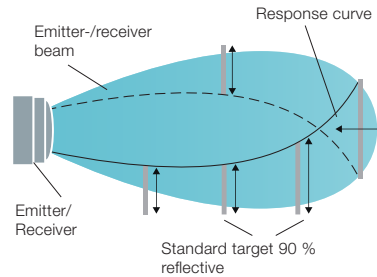 Response curve
Emitter-/receiver
beam
Emitter/
Receiver
Standard target 90 %
reflective